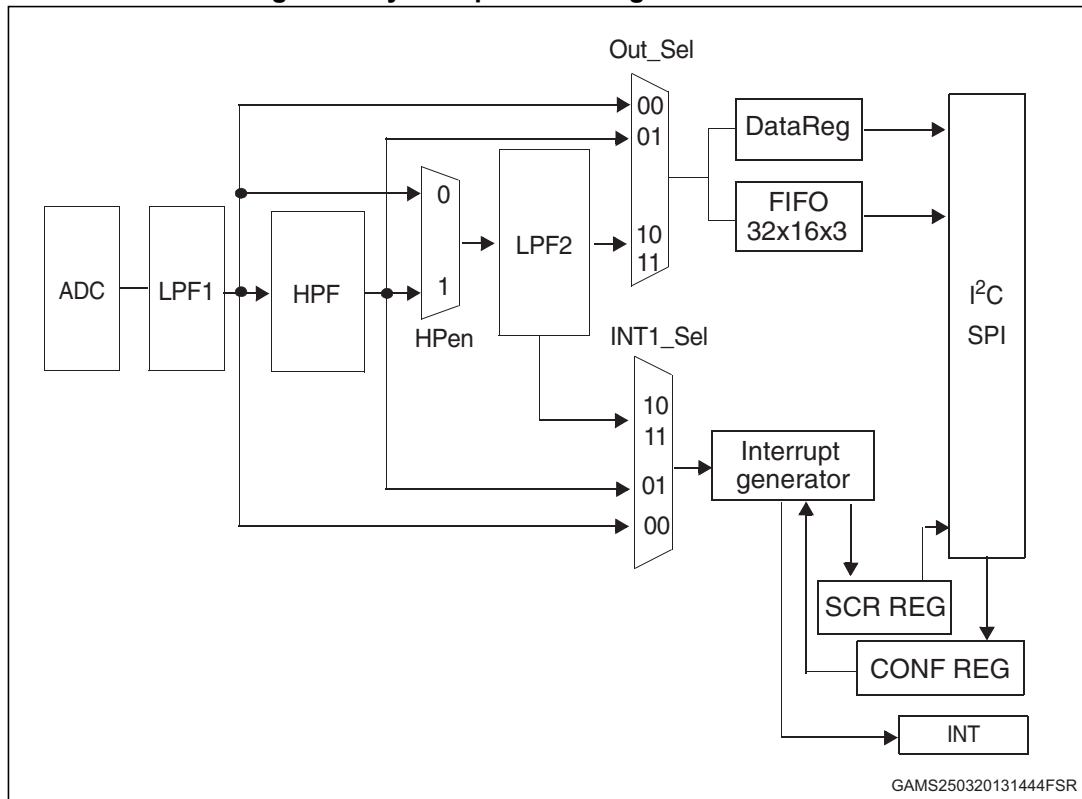 Out_Sel
00
01
10
11
DataReg
FIFO
32x16x3
I²C
SPI
ADC
LPF1
HPF
0
1
HPen
LPF2
INT1_Sel
10
11
01
00
Interrupt
generator
SCR REG
CONF REG
INT
GAMS250320131444FSR